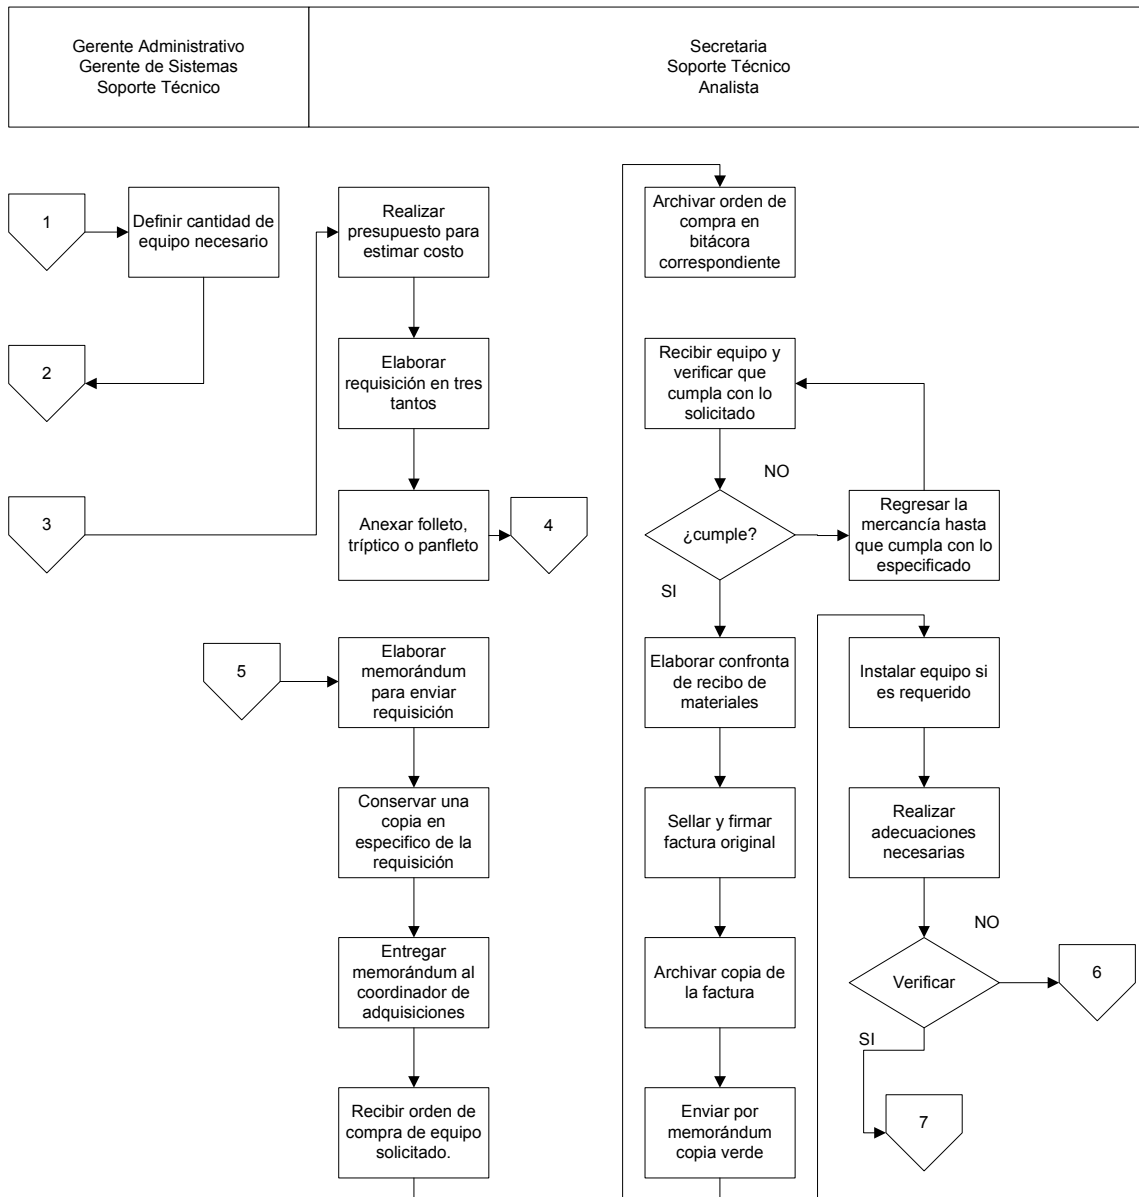 Gerente Administrativo
Gerente de Sistemas
Soporte Técnico
Secretaria
Soporte Técnico
Analista
1
Definir cantidad de
equipo necesario
2
3
Realizar
presupuesto para
estimar costo
Elaborar
requisición en tres
tantos
Anexar folleto,
tríptico o panfleto
4
5
Elaborar
memorándum
para enviar
requisición
Conservar una
copia en
especifico de la
requisición
Entregar
memorándum al
coordinador de
adquisiciones
Recibir orden de
compra de equipo
solicitado.
Archivar orden de
compra en
bitácora
correspondiente
Recibir equipo y
verificar que
cumpla con lo
solicitado
NO
¿cumple?
Regresar la
mercancía hasta
que cumpla con lo
especificado
SI
Elaborar confronta
de recibo de
materiales
Sellar y firmar
factura original
Archivar copia de
la factura
Enviar por
memorándum
copia verde
Instalar equipo si
es requerido
Realizar
adecuaciones
necesarias
NO
Verificar
6
SI
7